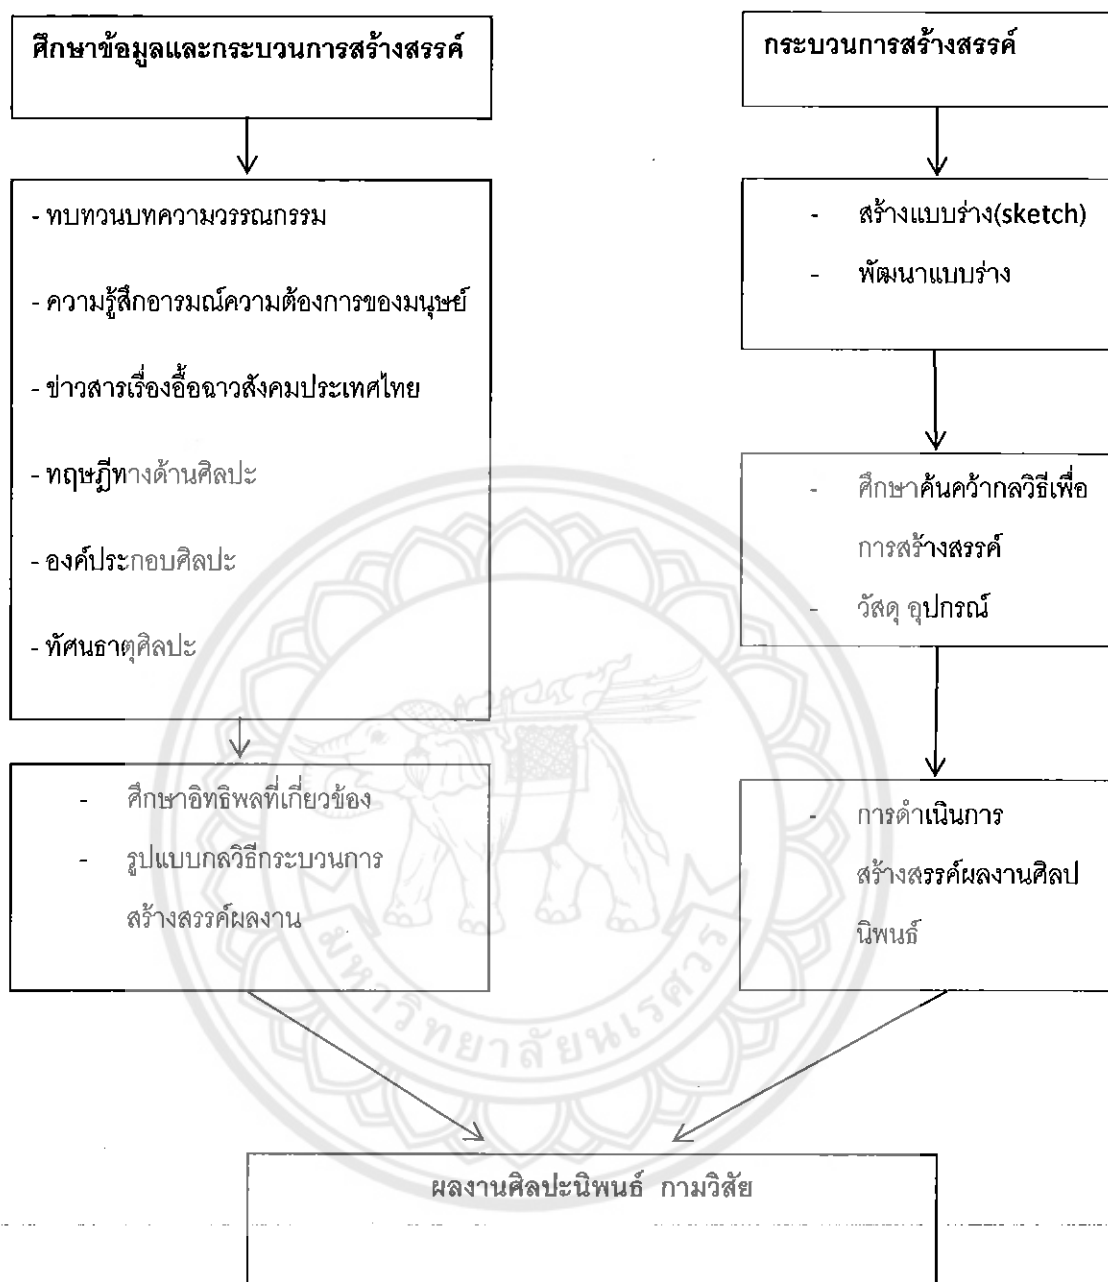 ศึกษาข้อมูลและกระบวนการสร้างสรรค์
- ทบทวนบทความวรรณกรรม
- ความรู้สึกอารมณ์ความต้องการของมนุษย์
- ข่าวสารเรื่องอื้อฉาวสังคมประเทศไทย
- ทฤษฎีทางด้านศิลปะ
- องค์ประกอบศิลปะ
- ทัศนธาตุศิลปะ
- ศึกษาอิทธิพลที่เกี่ยวข้อง
- รูปแบบกลวิธีกระบวนการ
สร้างสรรค์ผลงาน
กระบวนการสร้างสรรค์
- สร้างแบบร่าง(sketch)
- พัฒนาแบบร่าง
- ศึกษาค้นคว้ากลวิธีเพื่อ
การสร้างสรรค์
- วัสดุ อุปกรณ์
- การดำเนินการ
สร้างสรรค์ผลงานศิลป
นิพนธ์
มหาวิทยาลัยนเรศวร
ผลงานศิลปะนิพนธ์ กามวิสัย